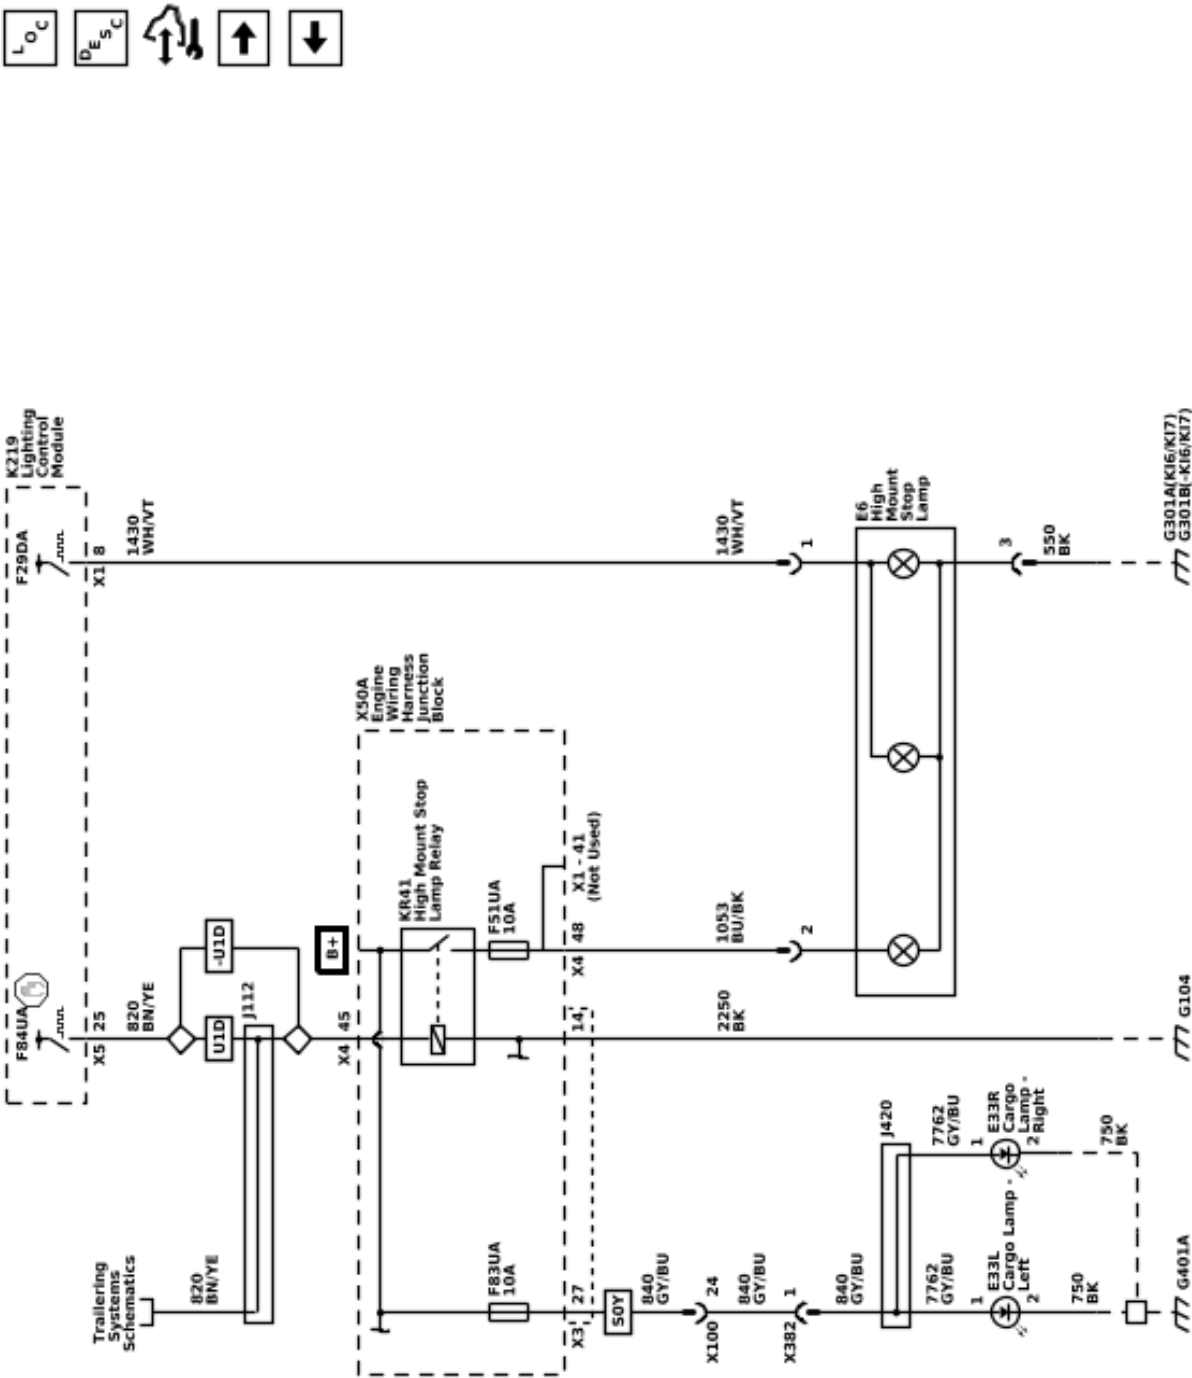 LOC
DESC
K219
Lighting
Control
Module
F84UA
F29DA
X5 25
X1 8
820
BN/YE
1430
WH/VT
U1D
-U1D
J112
Trailering
Systems
Schematics
820
BN/YE
B+
X4 45
X50A
Engine
Wiring
Harness
Junction
Block
KR41
High Mount Stop
Lamp Relay
F83UA
10A
F51UA
10A
X3 27
14
X4 48
X1 - 41
(Not Used)
S0Y
840
GY/BU
X100 24
840
GY/BU
X382 1
840
GY/BU
2250
BK
1053
BU/BK
1430
WH/VT
2
1
E6
High
Mount
Stop
Lamp
J420
7762
GY/BU
7762
GY/BU
1
1
E33L
Cargo Lamp -
Left
2
E33R
Cargo
Lamp -
Right
2
3
550
BK
750
BK
750
BK
G401A
G104
G301A(KI6/KI7)
G301B(-KI6/KI7)